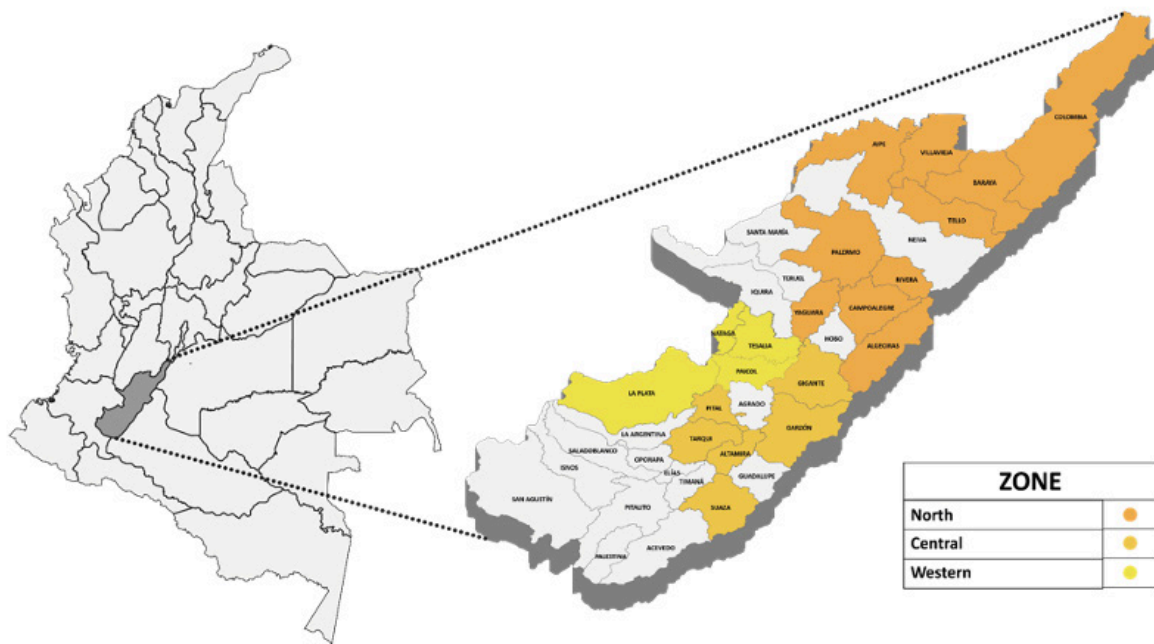 COLOMBIA
AIPE
VILLAVIEJA
BARAYA
TELLO
NEIVA
SANTA MARÍA
PALERMO
TERUEL
RIVERA
IQUIRA
YAGUARA
CAMPOALEGRE
HOBO
ALGECIRAS
NATAGA
TESALIA
PAICOL
GIGANTE
LA PLATA
PITAL
AGRADO
GARZÓN
LA ARGENTINA
TARQUI
SALADOBLANCO
OPORAPA
ALTAMIRA
ISNOS
ELÍAS
TIMANÁ
GUADALUPE
SAN AGUSTÍN
PITALITO
SUAZA
ACEVEDO
PALESTINA
ZONE
North
Central
Western